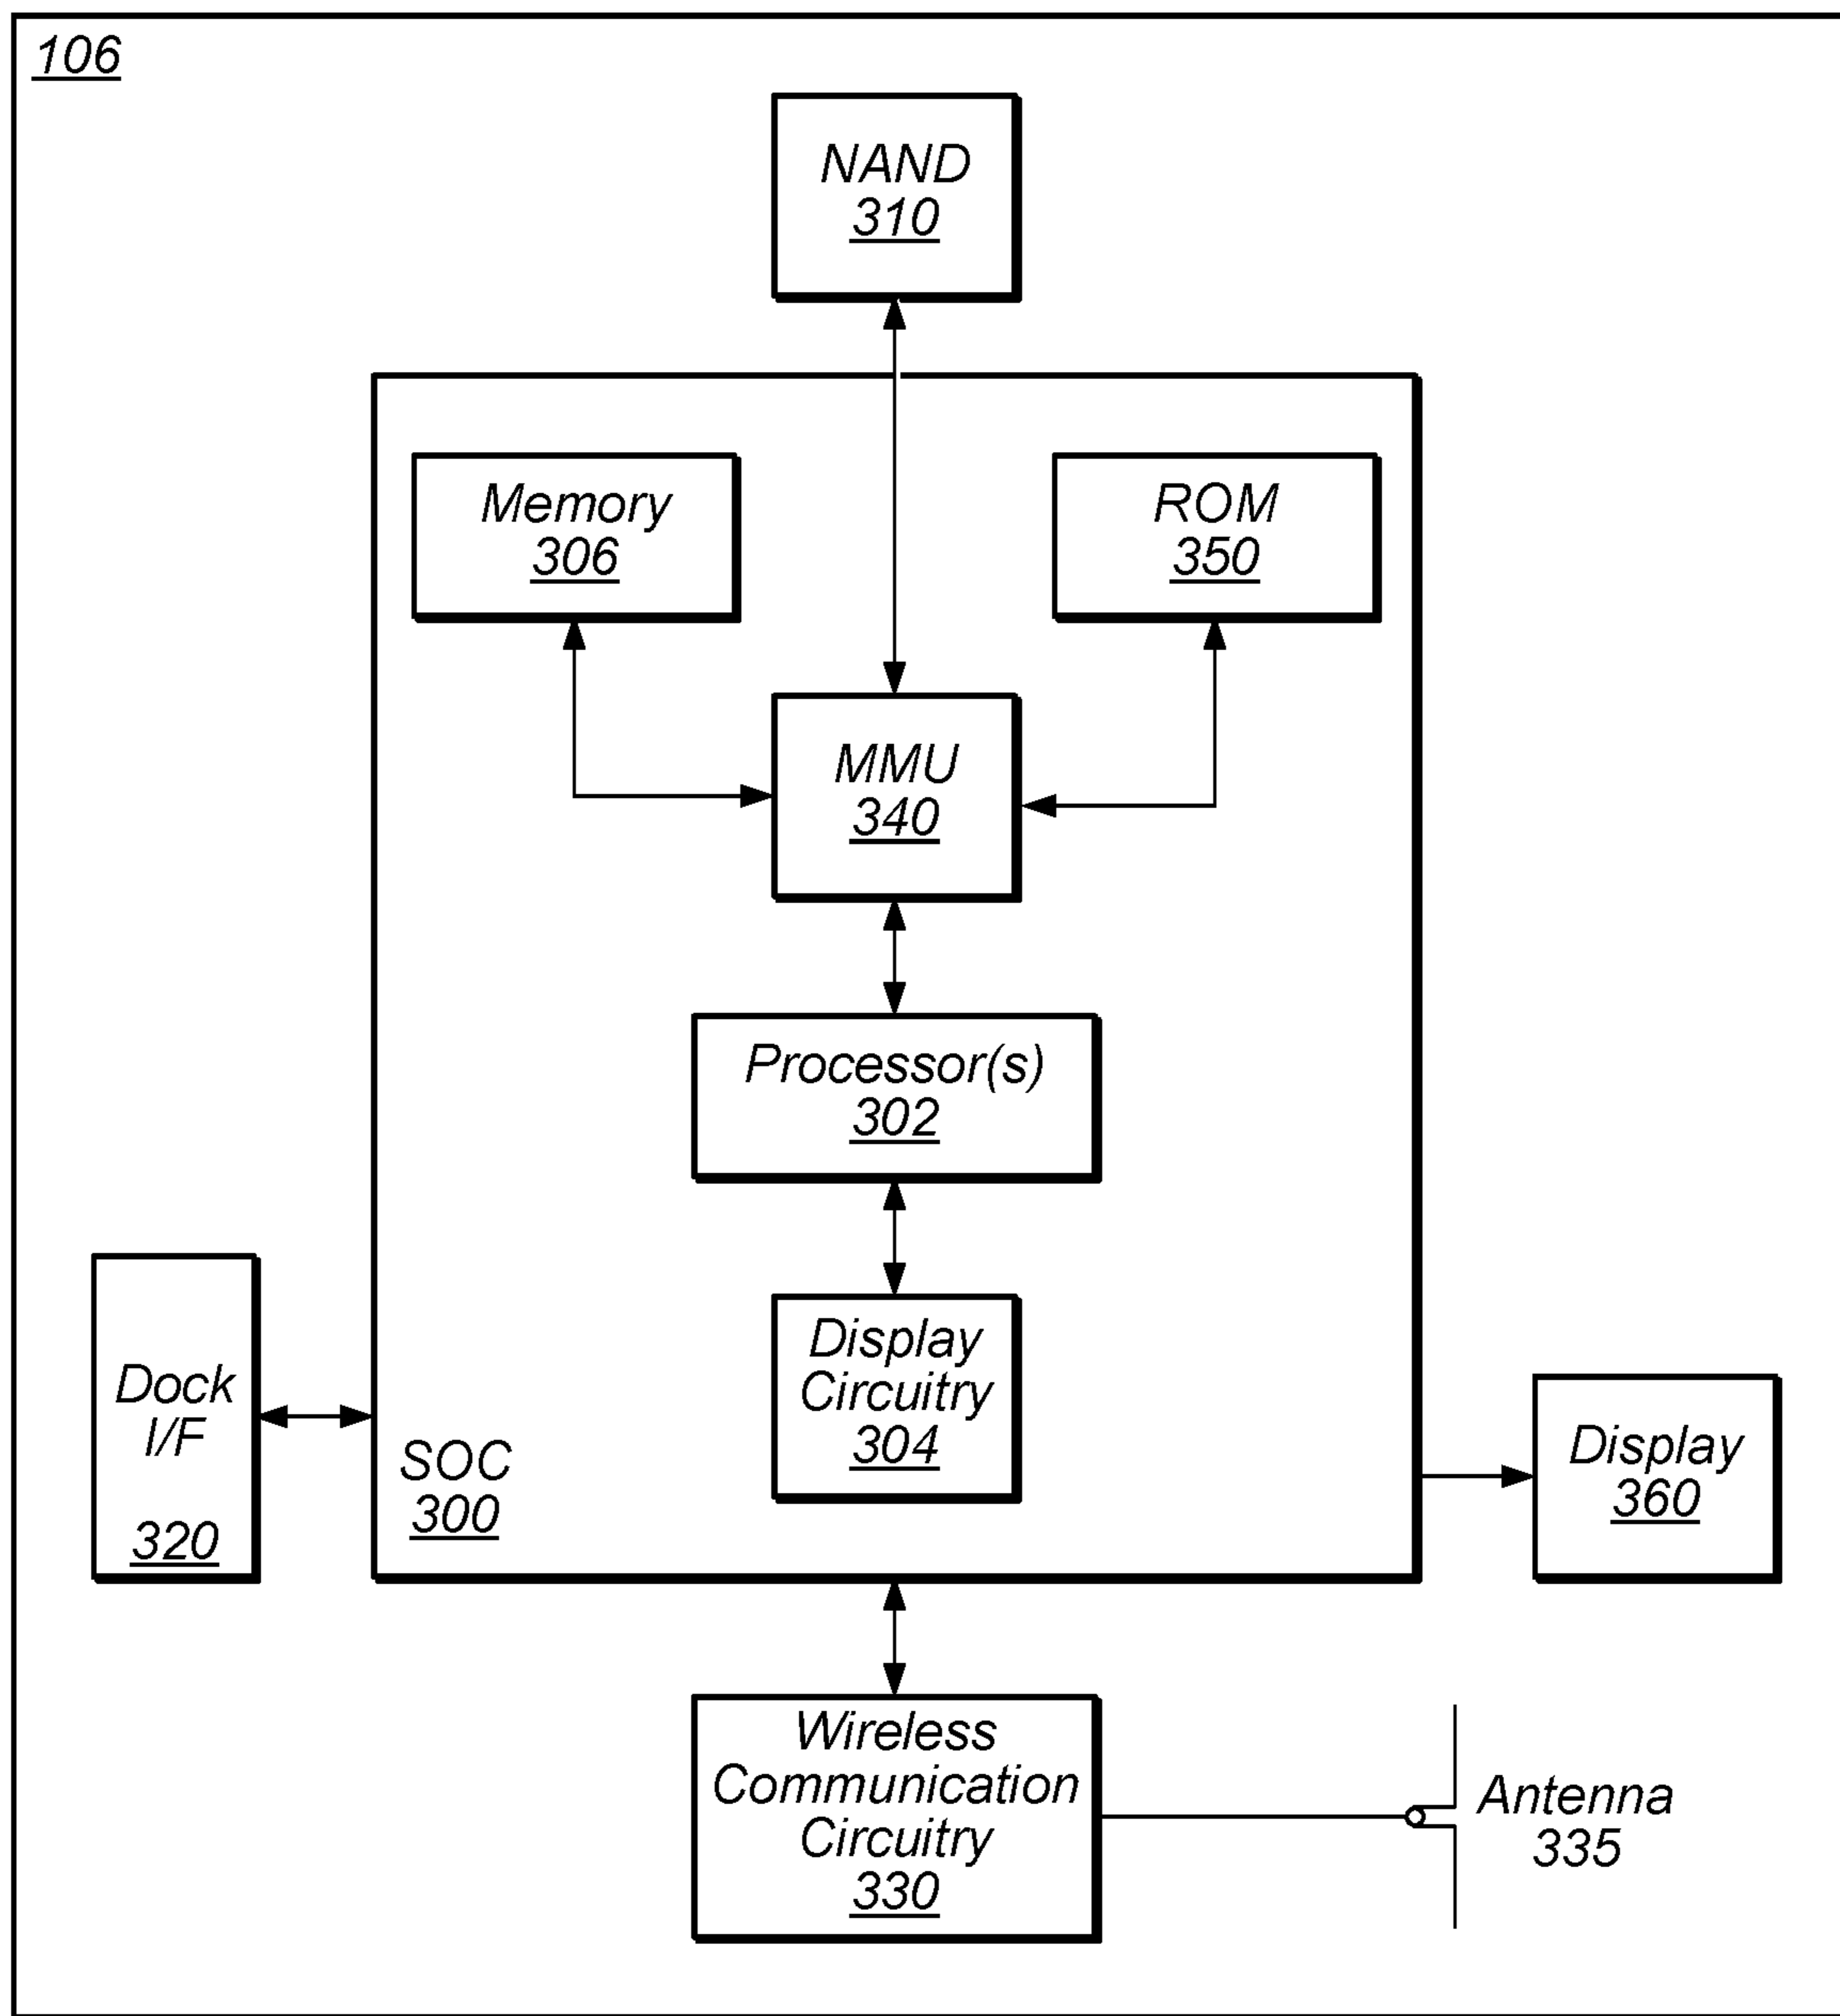 106
NAND
310
Memory
306
ROM
350
MMU
340
Processor(s)
302
Display
Circuitry
304
Dock
I/F
320
SOC
300
Display
360
Wireless
Communication
Circuitry
330
Antenna
335